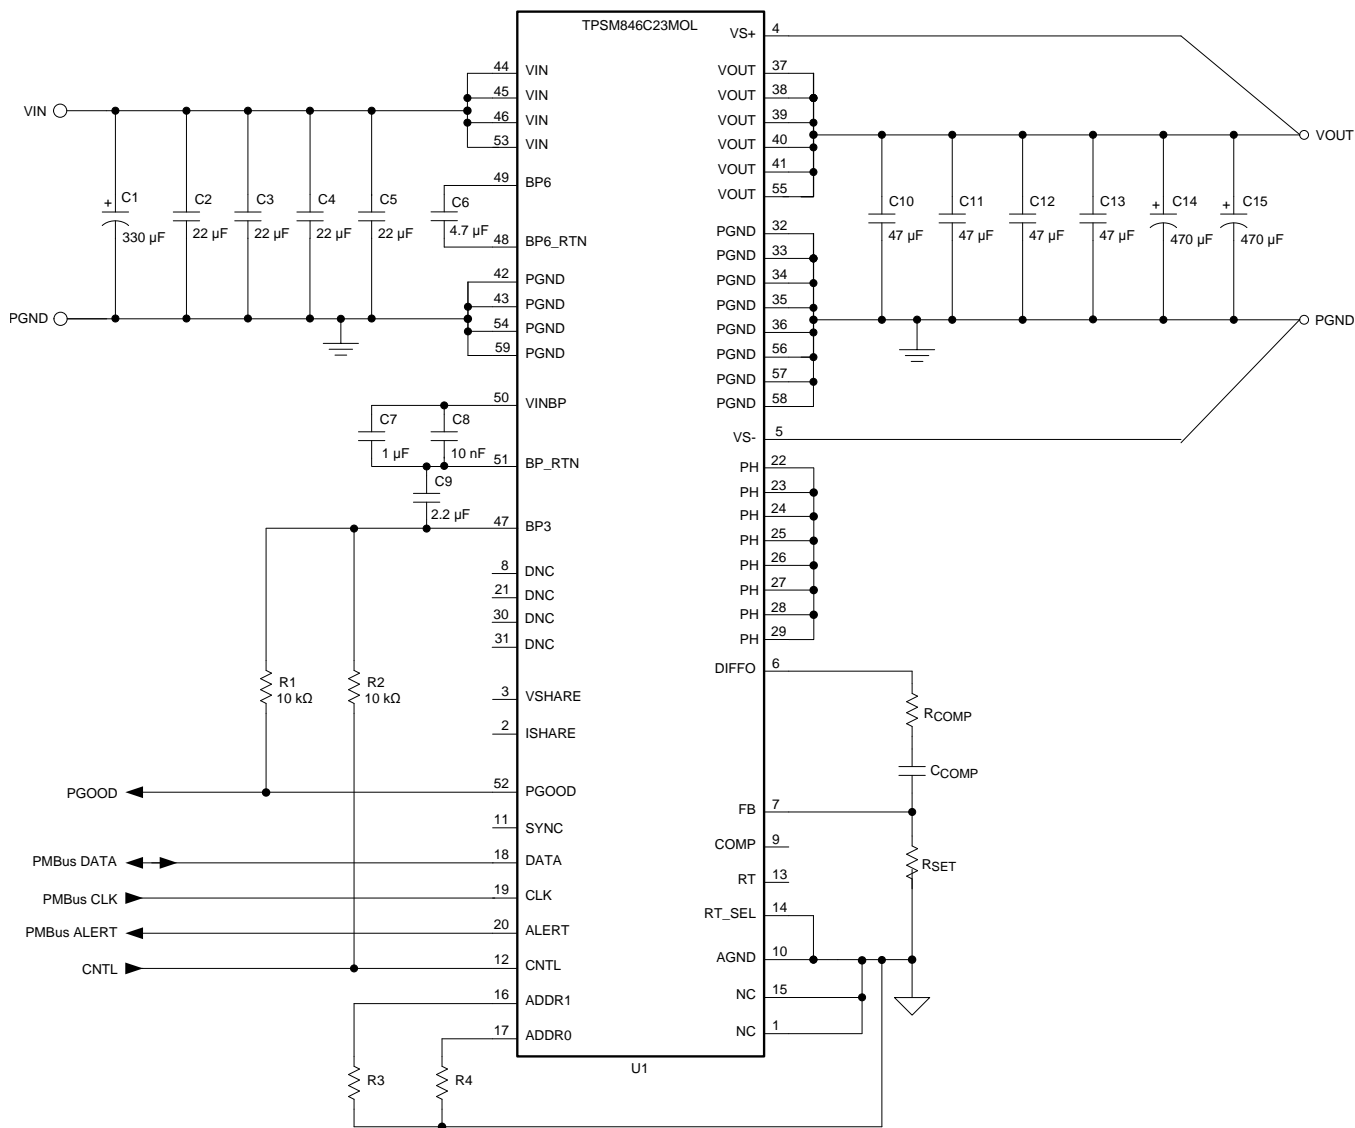 TPSM846C23MOL
VS+ 4
44 VIN
45 VIN
46 VIN
53 VIN
VIN
49 BP6
48 BP6_RTN
42 PGND
43 PGND
54 PGND
59 PGND
PGND
C1
330 µF
+
C2
22 µF
C3
22 µF
C4
22 µF
C5
22 µF
C6
4.7 µF
50 VINBP
C7
1 µF
C8
10 nF
51 BP_RTN
C9
2.2 µF
47 BP3
8 DNC
21 DNC
30 DNC
31 DNC
R1
10 kΩ
R2
10 kΩ
3 VSHARE
2 ISHARE
PGOOD
52 PGOOD
11 SYNC
PMBus DATA
18 DATA
PMBus CLK
19 CLK
PMBus ALERT
20 ALERT
CNTL
12 CNTL
16 ADDR1
17 ADDR0
R3
R4
U1
VOUT 37
VOUT 38
VOUT 39
VOUT 40
VOUT 41
VOUT 55
VOUT
PGND 32
PGND 33
PGND 34
PGND 35
PGND 36
PGND 56
PGND 57
PGND 58
PGND
C10
47 µF
C11
47 µF
C12
47 µF
C13
47 µF
+
C14
470 µF
+
C15
470 µF
VS- 5
PH 22
PH 23
PH 24
PH 25
PH 26
PH 27
PH 28
PH 29
DIFFO 6
RCOMP
CCOMP
FB 7
COMP 9
RSET
RT 13
RT_SEL 14
AGND 10
NC 15
NC 1